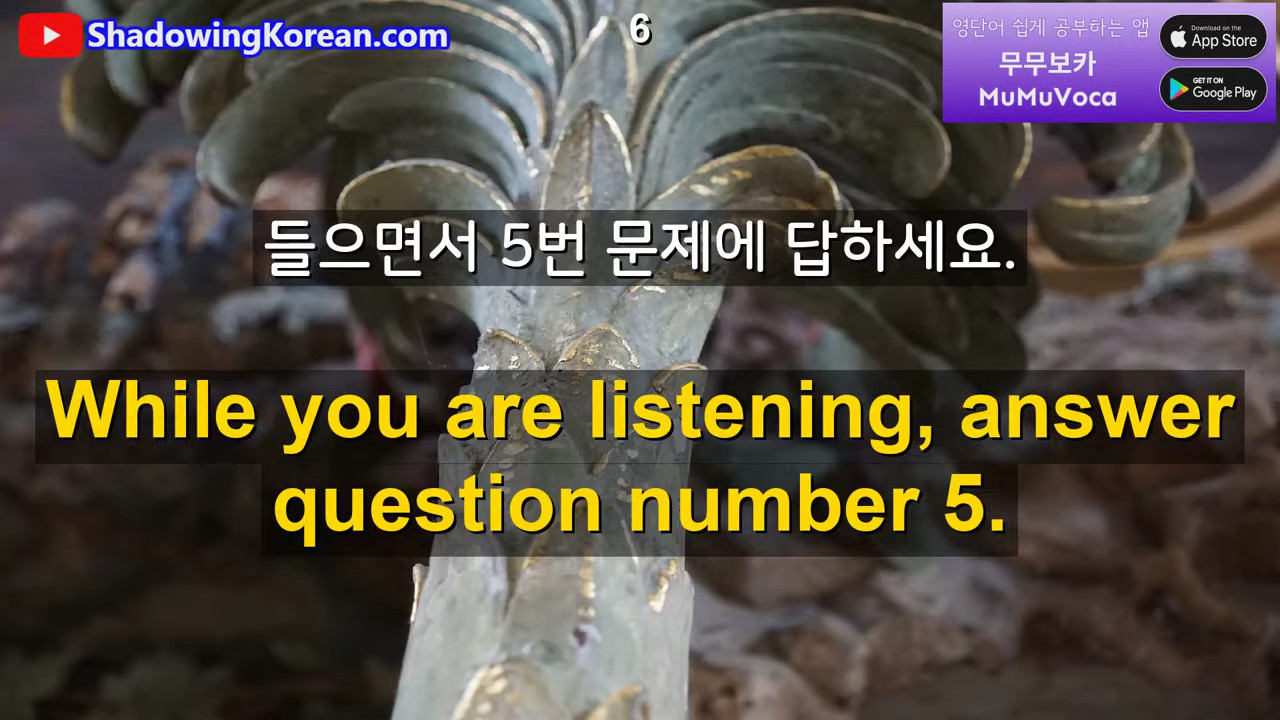 ShadowingKorean.com
6
영단어 쉽게 공부하는 앱
무무보카
MuMuVoca
Download on the
App Store
GET IT ON
Google Play
들으면서 5번 문제에 답하세요.
While you are listening, answer
question number 5.